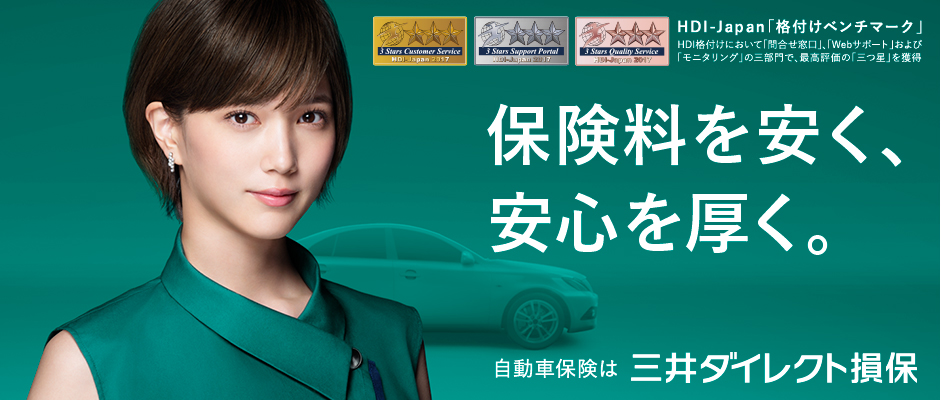 3 Stars Customer Service
HDI-Japan 2017
3 Stars Support Portal
HDI-Japan 2017
3 Stars Quality Service
HDI-Japan 2017
HDI-Japan「格付けベンチマーク」
HDI格付けにおいて「問合せ窓口」、「Webサポート」および
「モニタリング」の三部門で、最高評価の「三つ星」を獲得
保険料を安く、
安心を厚く。
自動車保険は 三井ダイレクト損保